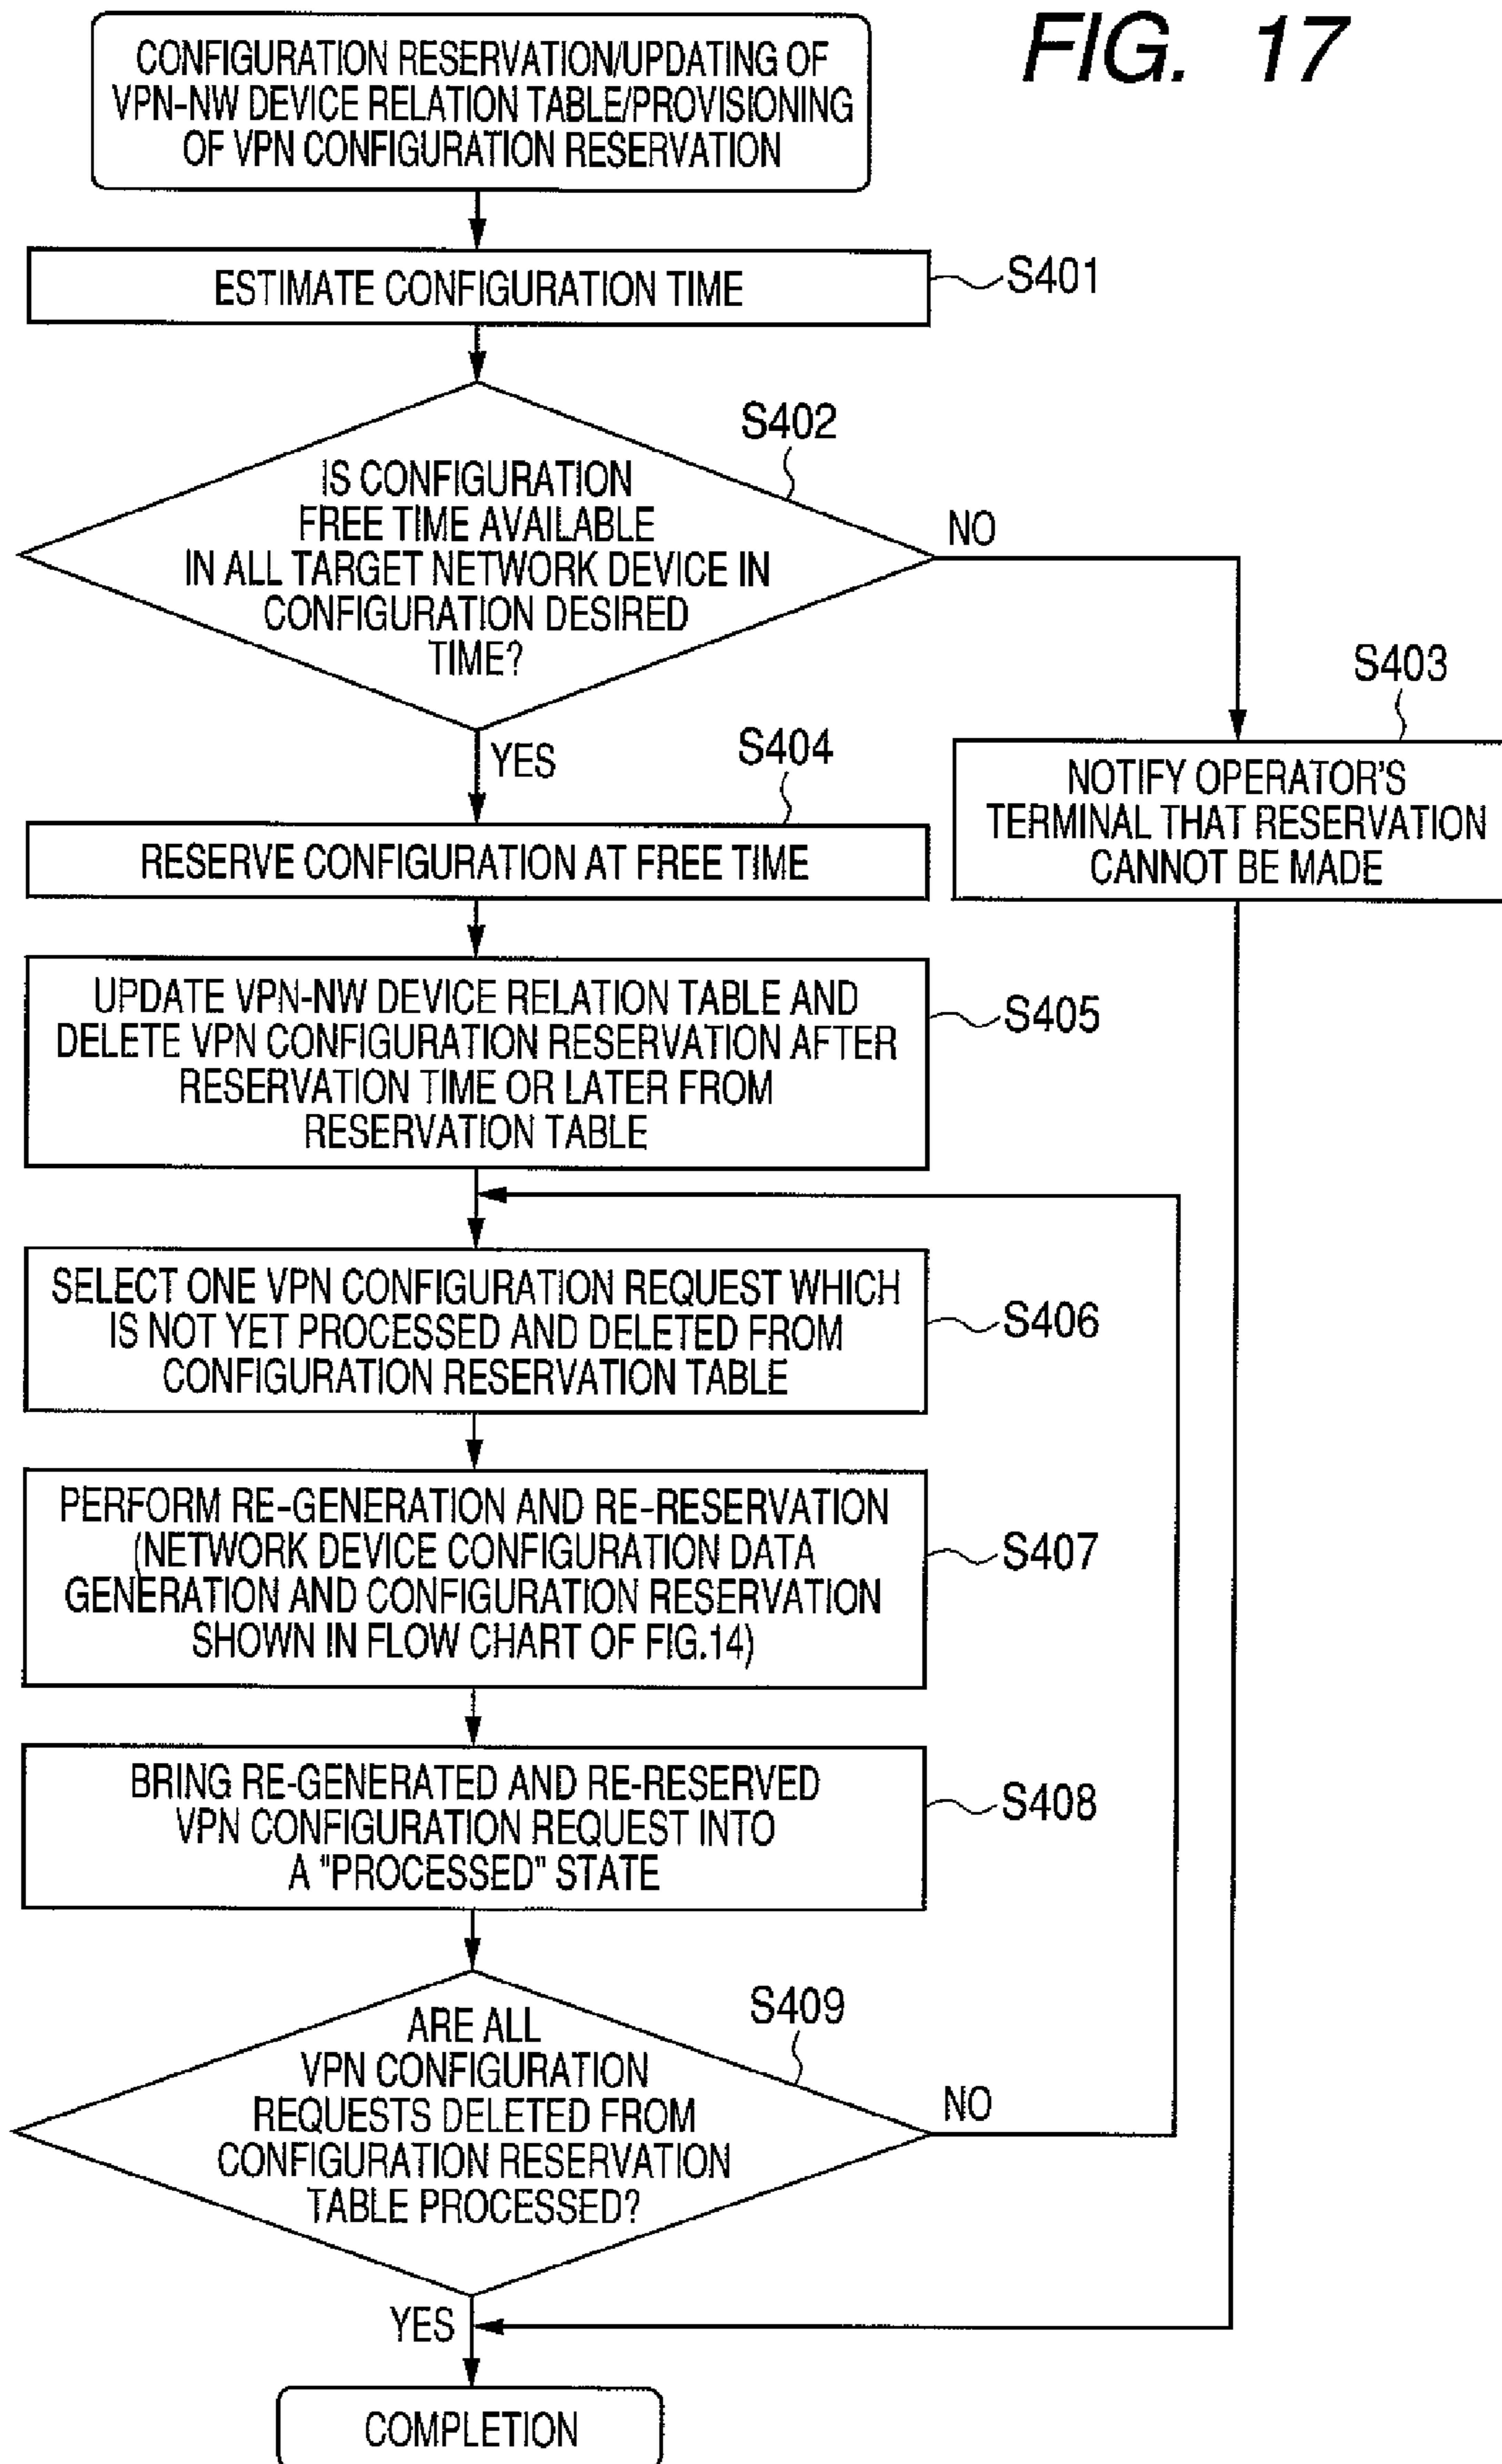 FIG. 17
CONFIGURATION RESERVATION/UPDATING OF
VPN-NW DEVICE RELATION TABLE/PROVISIONING
OF VPN CONFIGURATION RESERVATION
ESTIMATE CONFIGURATION TIME
S401
S402
IS CONFIGURATION
FREE TIME AVAILABLE
IN ALL TARGET NETWORK DEVICE IN
CONFIGURATION DESIRED
TIME?
NO
YES
S403
NOTIFY OPERATOR'S
TERMINAL THAT RESERVATION
CANNOT BE MADE
S404
RESERVE CONFIGURATION AT FREE TIME
UPDATE VPN-NW DEVICE RELATION TABLE AND
DELETE VPN CONFIGURATION RESERVATION AFTER
RESERVATION TIME OR LATER FROM
RESERVATION TABLE
S405
SELECT ONE VPN CONFIGURATION REQUEST WHICH
IS NOT YET PROCESSED AND DELETED FROM
CONFIGURATION RESERVATION TABLE
S406
PERFORM RE-GENERATION AND RE-RESERVATION
(NETWORK DEVICE CONFIGURATION DATA
GENERATION AND CONFIGURATION RESERVATION
SHOWN IN FLOW CHART OF FIG.14)
S407
BRING RE-GENERATED AND RE-RESERVED
VPN CONFIGURATION REQUEST INTO
A "PROCESSED" STATE
S408
S409
ARE ALL
VPN CONFIGURATION
REQUESTS DELETED FROM
CONFIGURATION RESERVATION
TABLE PROCESSED?
NO
YES
COMPLETION